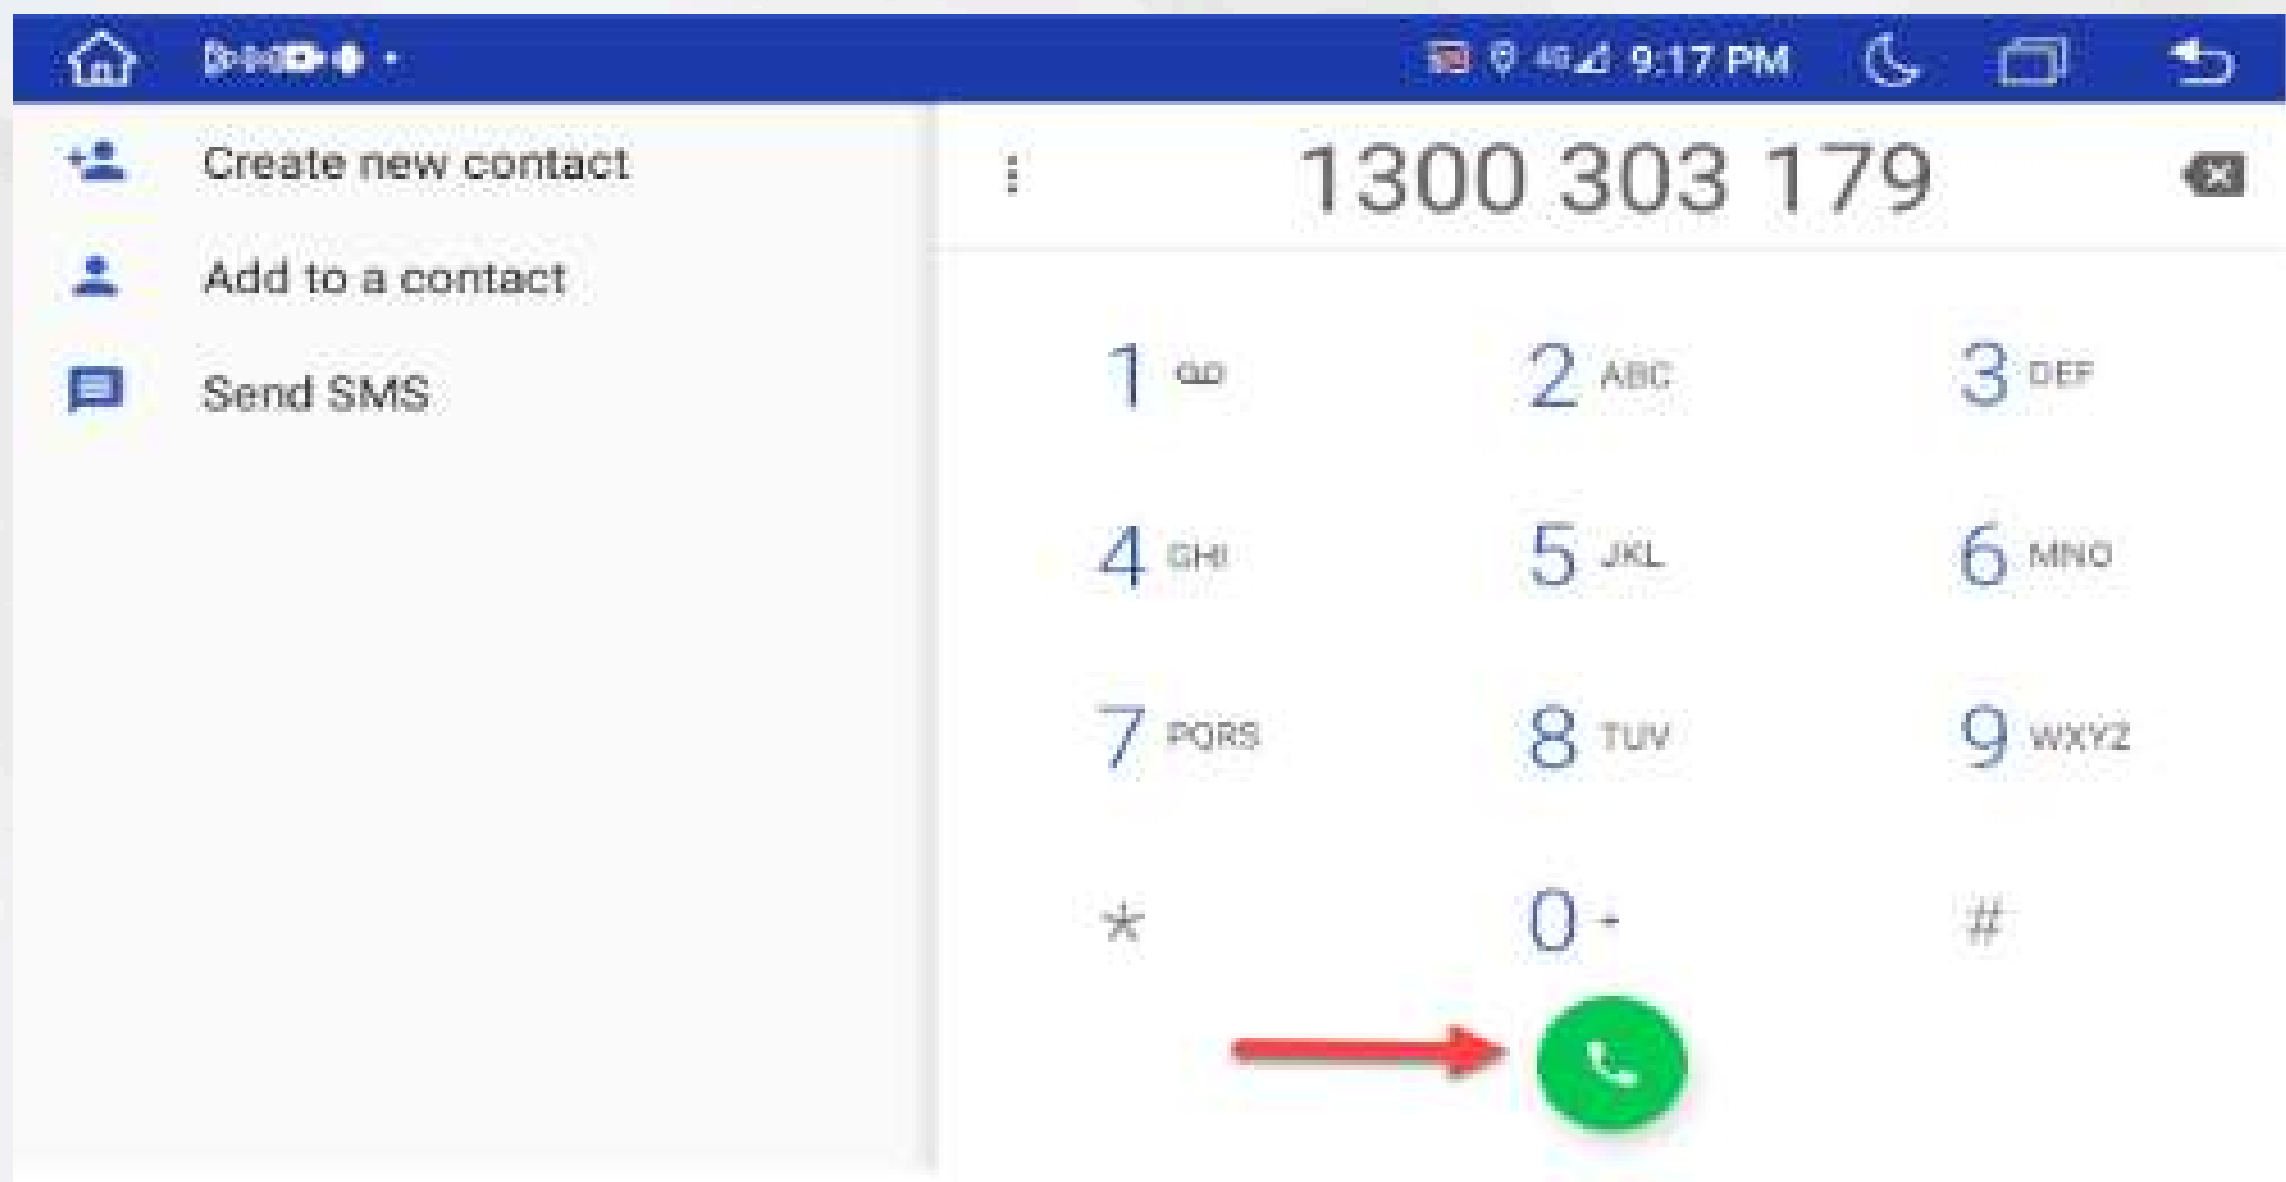 4G 9:17 PM
Create new contact
Add to a contact
Send SMS
1300 303 179
1 2 ABC 3 DEF
4 GHI 5 JKL 6 MNO
7 PQRS 8 TUV 9 WXYZ
* 0 + #